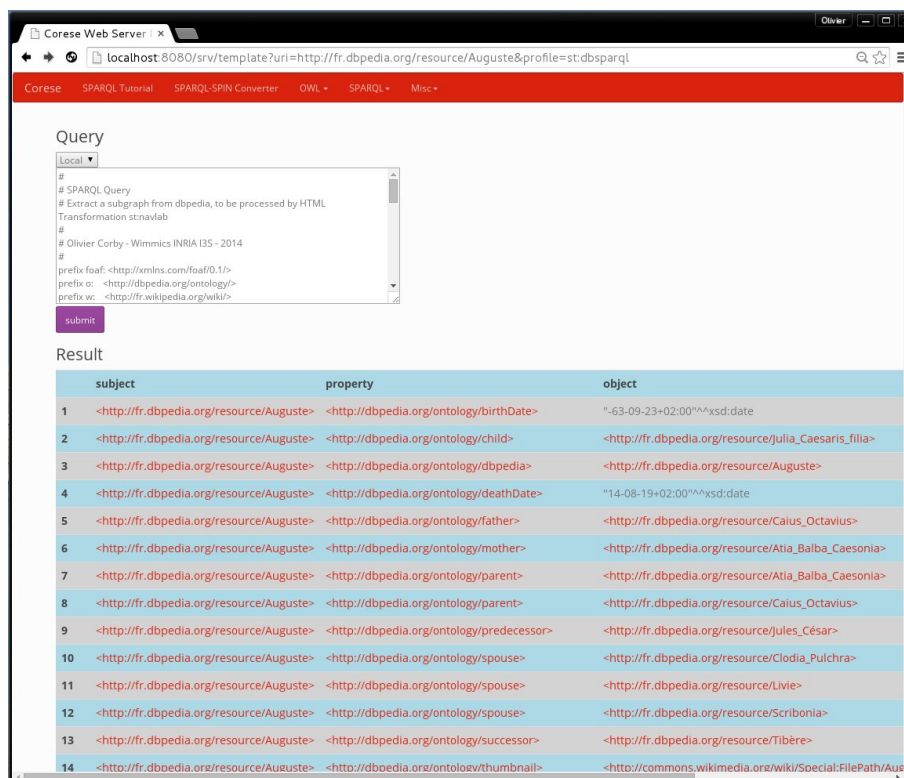 Olivier
Corese Web Server |
localhost:8080/srv/template?uri=http://fr.dbpedia.org/resource/Auguste&profile=st:dbsparql
Corese SPARQL Tutorial SPARQL-SPIN Converter OWL SPARQL Misc
Query
Local
#
# SPARQL Query
# Extract a subgraph from dbpedia, to be processed by HTML
Transformation st:navlab
#
# Olivier Corby - Wimmics INRIA I3S - 2014
#
prefix foaf: <http://xmlns.com/foaf/0.1/>
prefix o: <http://dbpedia.org/ontology/>
prefix w: <http://fr.wikipedia.org/wiki/>
submit
Result
subject property object
1 <http://fr.dbpedia.org/resource/Auguste> <http://dbpedia.org/ontology/birthDate> "-63-09-23+02:00"^^xsd:date
2 <http://fr.dbpedia.org/resource/Auguste> <http://dbpedia.org/ontology/child> <http://fr.dbpedia.org/resource/Julia_Caesaris_filia>
3 <http://fr.dbpedia.org/resource/Auguste> <http://dbpedia.org/ontology/dbpedia> <http://fr.dbpedia.org/resource/Auguste>
4 <http://fr.dbpedia.org/resource/Auguste> <http://dbpedia.org/ontology/deathDate> "14-08-19+02:00"^^xsd:date
5 <http://fr.dbpedia.org/resource/Auguste> <http://dbpedia.org/ontology/father> <http://fr.dbpedia.org/resource/Caius_Octavius>
6 <http://fr.dbpedia.org/resource/Auguste> <http://dbpedia.org/ontology/mother> <http://fr.dbpedia.org/resource/Atia_Balba_Caesonia>
7 <http://fr.dbpedia.org/resource/Auguste> <http://dbpedia.org/ontology/parent> <http://fr.dbpedia.org/resource/Atia_Balba_Caesonia>
8 <http://fr.dbpedia.org/resource/Auguste> <http://dbpedia.org/ontology/parent> <http://fr.dbpedia.org/resource/Caius_Octavius>
9 <http://fr.dbpedia.org/resource/Auguste> <http://dbpedia.org/ontology/predecessor> <http://fr.dbpedia.org/resource/Jules_César>
10 <http://fr.dbpedia.org/resource/Auguste> <http://dbpedia.org/ontology/spouse> <http://fr.dbpedia.org/resource/Clodia_Pulchra>
11 <http://fr.dbpedia.org/resource/Auguste> <http://dbpedia.org/ontology/spouse> <http://fr.dbpedia.org/resource/Livie>
12 <http://fr.dbpedia.org/resource/Auguste> <http://dbpedia.org/ontology/spouse> <http://fr.dbpedia.org/resource/Scribonia>
13 <http://fr.dbpedia.org/resource/Auguste> <http://dbpedia.org/ontology/successor> <http://fr.dbpedia.org/resource/Tibère>
14 <http://fr.dbpedia.org/resource/Auguste> <http://dbpedia.org/ontology/thumbnail> <http://commons.wikimedia.org/wiki/Special:FilePath/Aug